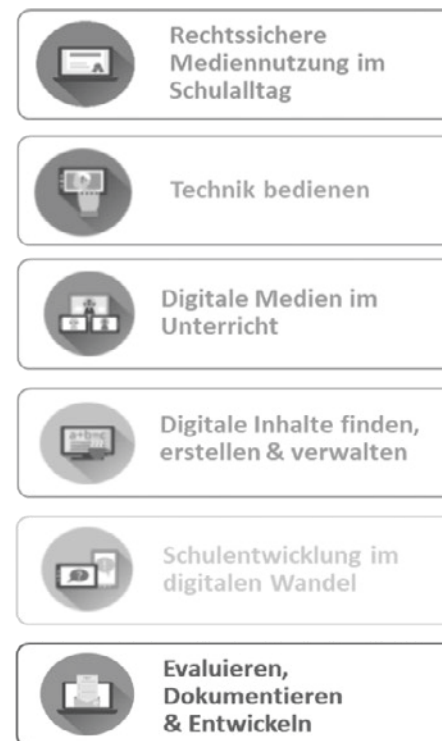 Rechtssichere
Mediennutzung im
Schulalltag
Technik bedienen
Digitale Medien im
Unterricht
a+b=c
Digitale Inhalte finden,
erstellen & verwalten
?
Schulentwicklung im
digitalen Wandel
Evaluieren,
Dokumentieren
& Entwickeln